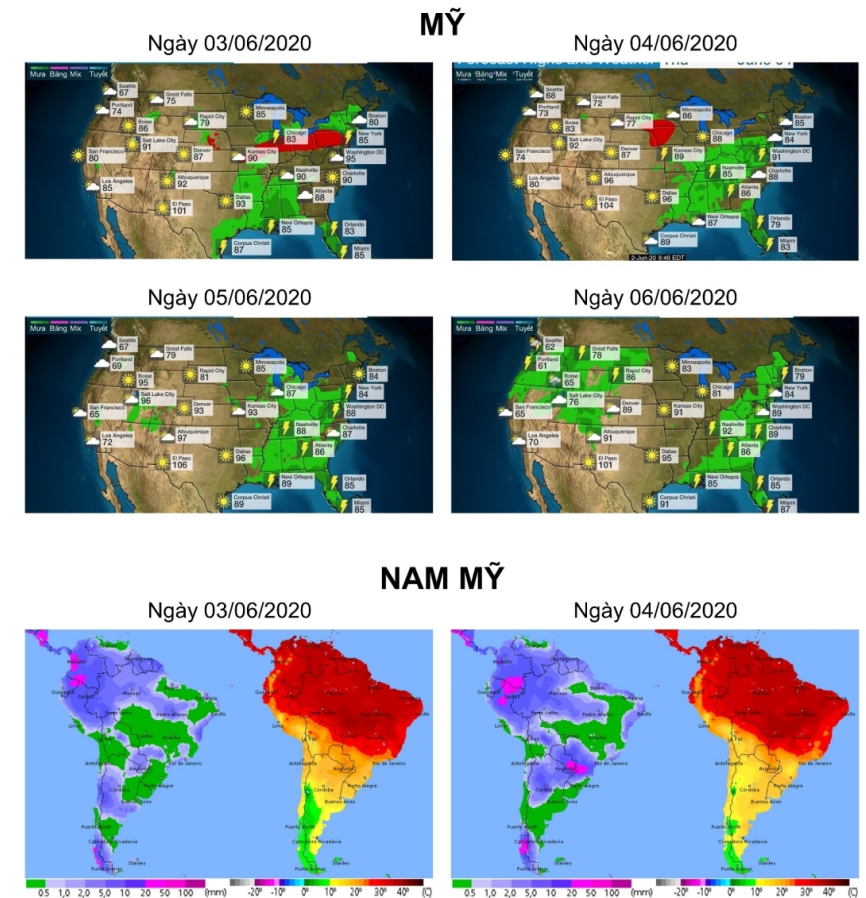 MỸ
Ngày 03/06/2020
Ngày 04/06/2020
Mưa Băng Mix Tuyết
Seattle 67
Great Falls 75
Portland 74
Boise 86
Rapid City 79
Minneapolis 85
Boston 80
Salt Lake City 91
Chicago 83
New York 85
San Francisco 80
Denver 87
Kansas City 90
Washington DC 95
Los Angeles 85
Albuquerque 92
Nashville 90
Charlotte 90
Atlanta 88
El Paso 101
Dallas 93
New Orleans 85
Orlando 83
Corpus Christi 87
Miami 85
Mưa Băng Mix Tuyết
Seattle 68
Great Falls 72
Portland 73
Boise 83
Rapid City 77
Minneapolis 86
Boston 85
Salt Lake City 92
Chicago 88
New York 84
San Francisco 74
Denver 87
Kansas City 89
Washington DC 91
Los Angeles 80
Albuquerque 96
Nashville 85
Charlotte 88
Atlanta 86
El Paso 104
Dallas 96
New Orleans 87
Orlando 79
Corpus Christi 89
Miami 83
2-Jun-20 9:46 EDT
Ngày 05/06/2020
Ngày 06/06/2020
Mưa Băng Mix Tuyết
Seattle 67
Great Falls 79
Portland 69
Boise 95
Rapid City 81
Minneapolis 85
Boston 84
Salt Lake City 96
Chicago 87
New York 84
San Francisco 65
Denver 93
Kansas City 93
Washington DC 88
Los Angeles 72
Albuquerque 97
Nashville 88
Charlotte 87
Atlanta 86
El Paso 106
Dallas 96
New Orleans 89
Orlando 85
Corpus Christi 89
Miami 85
Mưa Băng Mix Tuyết
Seattle 62
Great Falls 78
Portland 61
Boise 65
Rapid City 86
Minneapolis 83
Boston 79
Salt Lake City 76
Chicago 81
New York 84
San Francisco 65
Denver 89
Kansas City 91
Washington DC 89
Los Angeles 70
Albuquerque 91
Nashville 92
Charlotte 89
Atlanta 86
El Paso 101
Dallas 95
New Orleans 85
Orlando 85
Corpus Christi 91
Miami 87
NAM MỸ
Ngày 03/06/2020
Ngày 04/06/2020
0.5 1,0 2,0 5,0 10 20 50 100 (mm)
-20° -10° 0° 10° 20° 30° 40° (C)
0.5 1,0 2,0 5,0 10 20 50 100 (mm)
-20° -10° 0° 10° 20° 30° 40° (C)